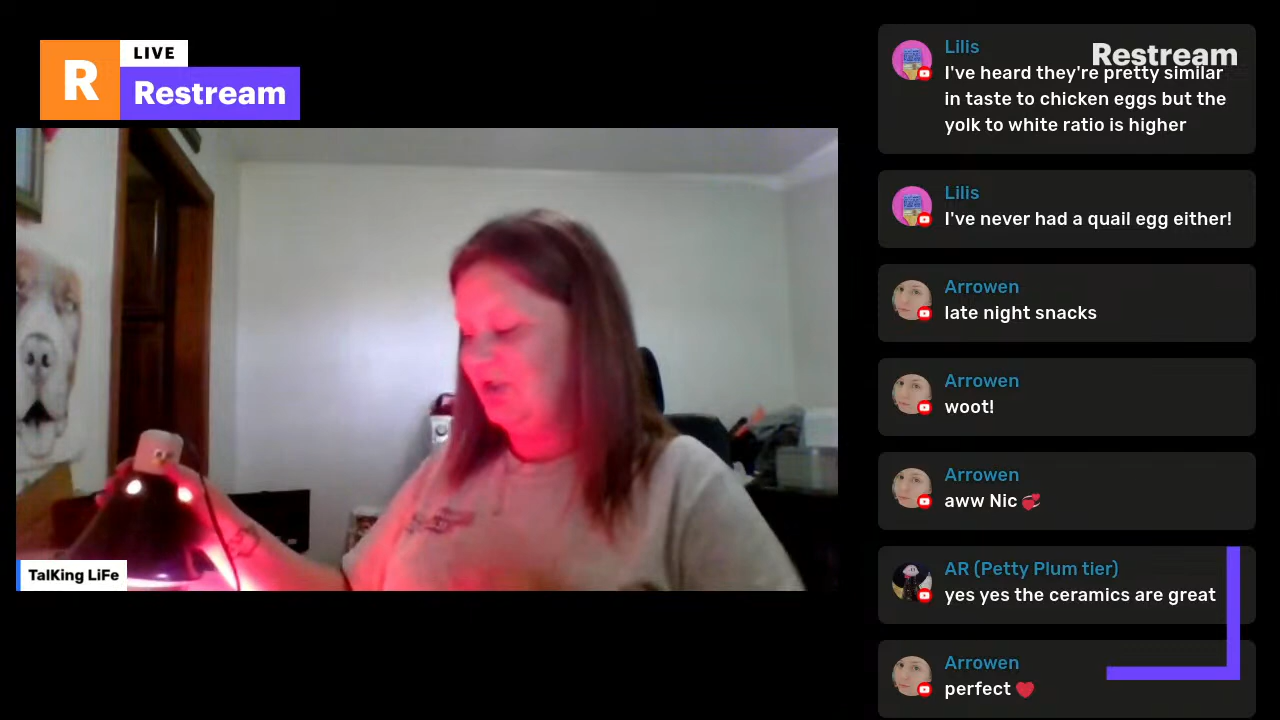 R
LIVE
Restream
TalKing LiFe
Restream
Lilis
I've heard they're pretty similar
in taste to chicken eggs but the
yolk to white ratio is higher
Lilis
I've never had a quail egg either!
Arrowen
late night snacks
Arrowen
woot!
Arrowen
aww Nic 💞
AR (Petty Plum tier)
yes yes the ceramics are great
Arrowen
perfect ❤️